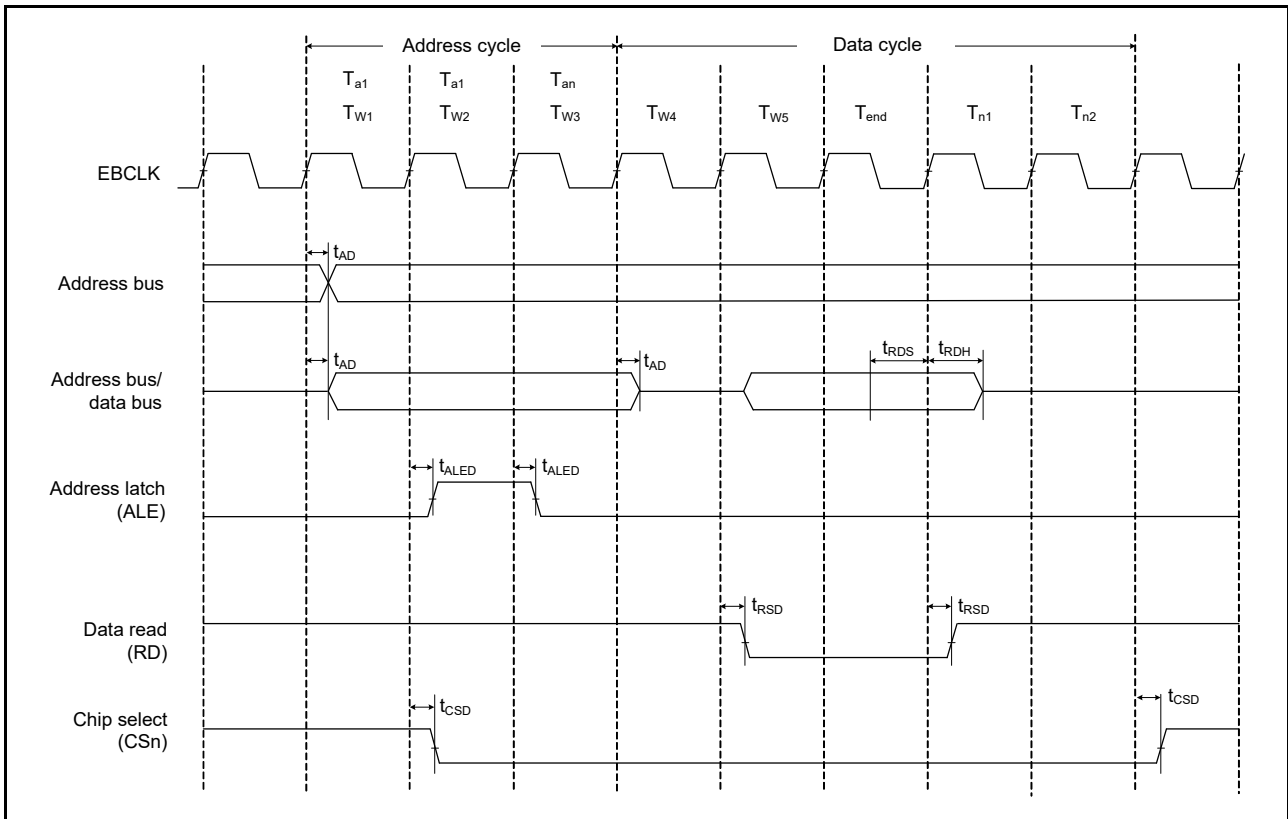 Address cycle Data cycle
Ta1 Ta1 Tan
TW1 TW2 TW3 TW4 TW5 Tend Tn1 Tn2
EBCLK
tAD
Address bus
tRDS tRDH
tAD tAD
Address bus/
data bus
tALED tALED
Address latch
(ALE)
tRSD tRSD
Data read
(RD)
tCSD tCSD
Chip select
(CSn)